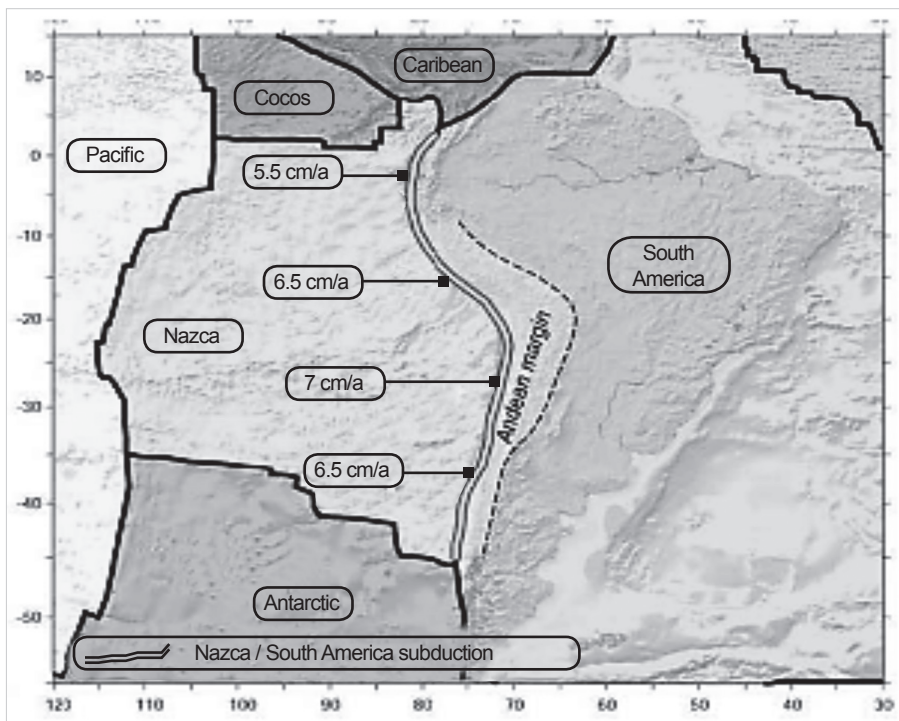 Caribean
10
Cocos
Pacific
0
5.5 cm/a
-10
South
America
6.5 cm/a
-20
Nazca
Andean margin
7 cm/a
-30
6.5 cm/a
-40
Antarctic
-50
Nazca / South America subduction
110 100 90 80 70 60 50 40 30